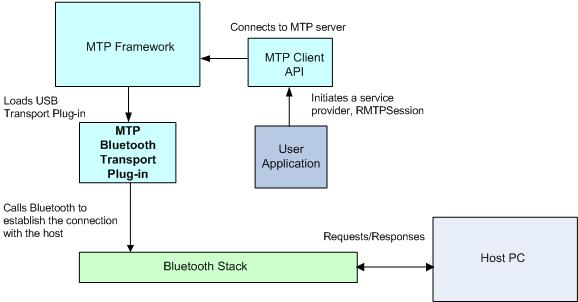 Connects to MTP server
MTP Framework
MTP Client
API
Loads USB
Transport Plug-in
Initiates a service
provider, RMTPSession
MTP
Bluetooth
Transport
Plug-in
User
Application
Calls Bluetooth to
establish the connection
with the host
Requests/Responses
Bluetooth Stack
Host PC